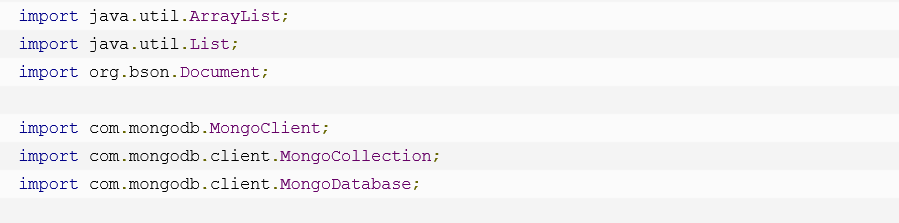 import java.util.ArrayList;
import java.util.List;
import org.bson.Document;
import com.mongodb.MongoClient;
import com.mongodb.client.MongoCollection;
import com.mongodb.client.MongoDatabase;